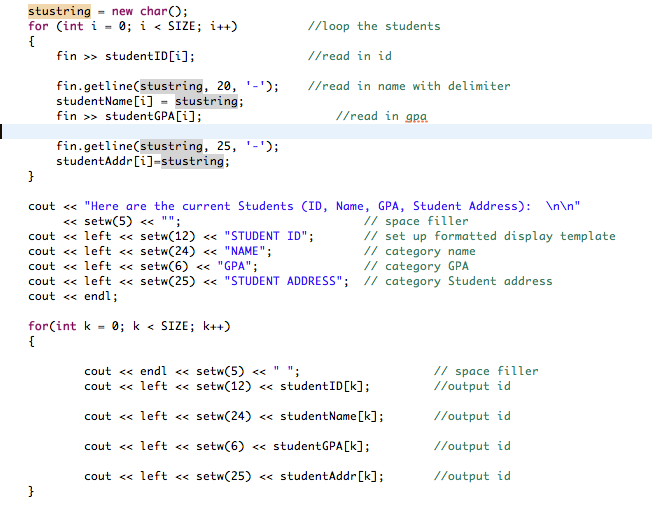 stustring = new char();
for (int i = 0; i < SIZE; i++)          //loop the students
{
    fin >> studentID[i];                //read in id

    fin.getline(stustring, 20, '-');    //read in name with delimiter
    studentName[i] = stustring;
    fin >> studentGPA[i];                   //read in gpa

    fin.getline(stustring, 25, '-');
    studentAddr[i]=stustring;
}

cout << "Here are the current Students (ID, Name, GPA, Student Address):  \n\n"
     << setw(5) << "";                          // space filler
cout << left << setw(12) << "STUDENT ID";       // set up formatted display template
cout << left << setw(24) << "NAME";             // category name
cout << left << setw(6) << "GPA";               // category GPA
cout << left << setw(25) << "STUDENT ADDRESS";  // category Student address
cout << endl;

for(int k = 0; k < SIZE; k++)
{

        cout << endl << setw(5) << " ";                   // space filler
        cout << left << setw(12) << studentID[k];         //output id

        cout << left << setw(24) << studentName[k];       //output id

        cout << left << setw(6) << studentGPA[k];         //output id

        cout << left << setw(25) << studentAddr[k];       //output id
}